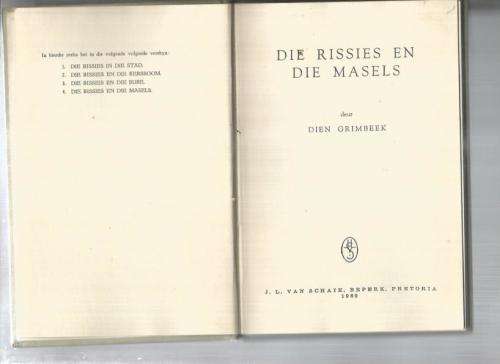 In hierdie reeks het in die volgende volgorde verskyn:
1. DIE RISSIES IN DIE STAD.
2. DIE RISSIES EN DIE
3. DIE RISSIES EN DIE
4. DIE RISSIES EN DIE MASELS.
DIE RISSIES EN
DIE MASELS
deur
DIEN GRIMBEEK
J. L. VAN SCHAIK, BEPERK, PRETORIA
1960